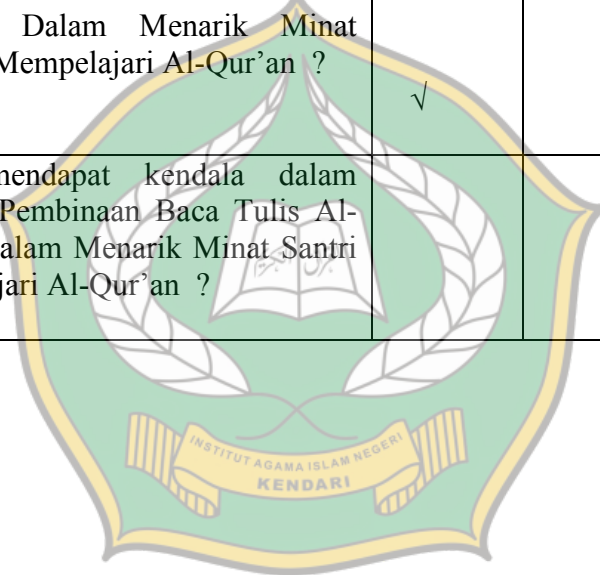 Dalam Menarik Minat
Mempelajari Al-Qur'an ?
√
mendapat kendala dalam
Pembinaan Baca Tulis Al-
alam Menarik Minat Santri
jari Al-Qur'an ?
INSTITUT AGAMA ISLAM NEGERI
KENDARI